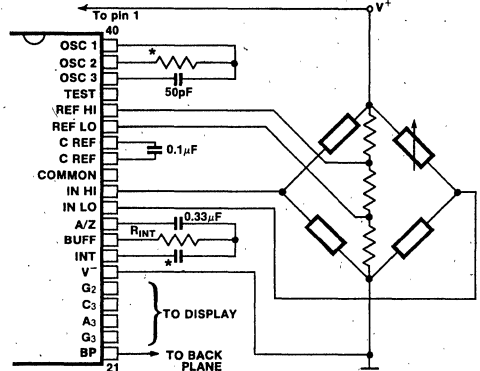 To pin 1
V+
40
OSC 1
OSC 2
*
OSC 3
50pF
TEST
REF HI
REF LO
C REF
0.1µF
C REF
COMMON
IN HI
IN LO
A/Z
0.33µF
BUFF
RINT
INT
*
V−
G2
C3
TO DISPLAY
A3
G3
BP
TO BACK
PLANE
21